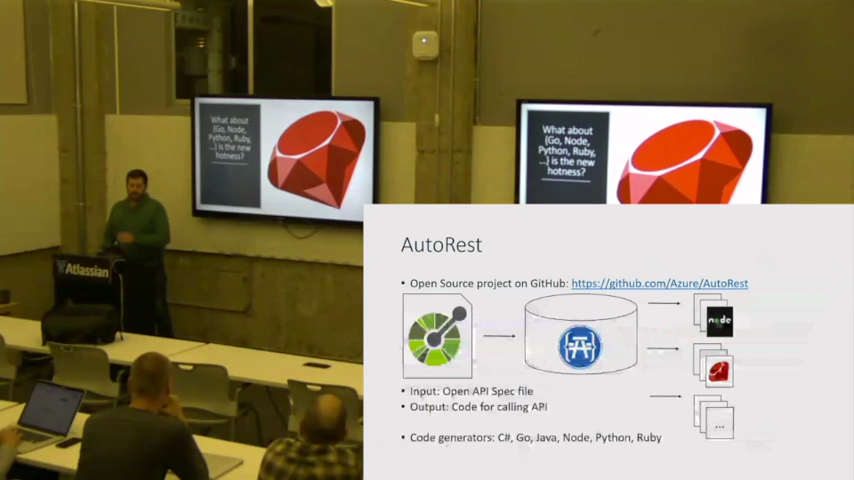 What about
{Go, Node,
Python, Ruby,
...} is the new
hotness?
What about
{Go, Node,
Python, Ruby,
...} is the new
hotness?
Atlassian
AutoRest
• Open Source project on GitHub: https://github.com/Azure/AutoRest
node
...
• Input: Open API Spec file
• Output: Code for calling API
• Code generators: C#, Go, Java, Node, Python, Ruby